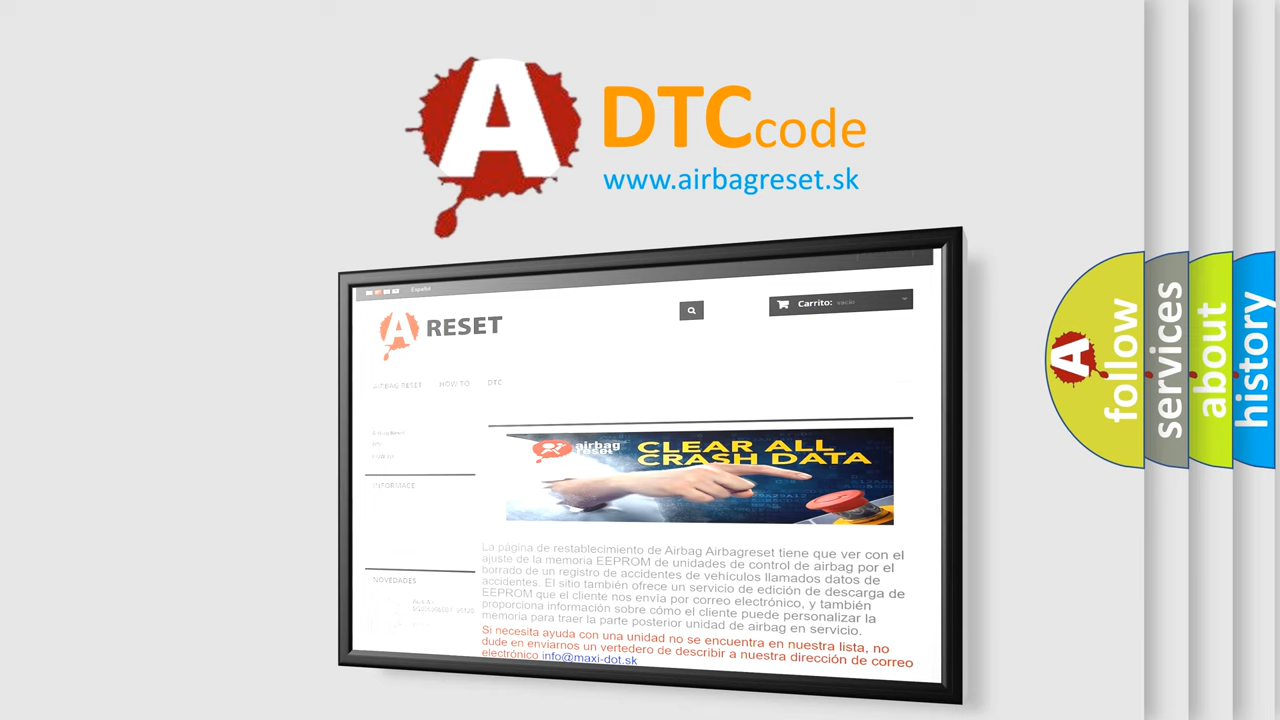 A DTCcode
www.airbagreset.sk
Español
A RESET
Carrito: vacío
AIRBAG RESET HOW TO DTC
INFORMACE
NOVEDADES
airbag
reset
CLEAR ALL
CRASH DATA
La página de restablecimiento de Airbag Airbagreset tiene que ver con el
ajuste de la memoria EEPROM de unidades de control de airbag por el
borrado de un registro de accidentes de vehículos llamados datos de
accidentes. El sitio también ofrece un servicio de edición de descarga de
EEPROM que el cliente nos envía por correo electrónico, y también
proporciona información sobre cómo el cliente puede personalizar la
memoria para traer la parte posterior unidad de airbag en servicio.
Si necesita ayuda con una unidad no se encuentra en nuestra lista, no
dude en enviarnos un vertedero de describir a nuestra dirección de correo
electrónico info@maxi-dot.sk
A follow
services
about
history